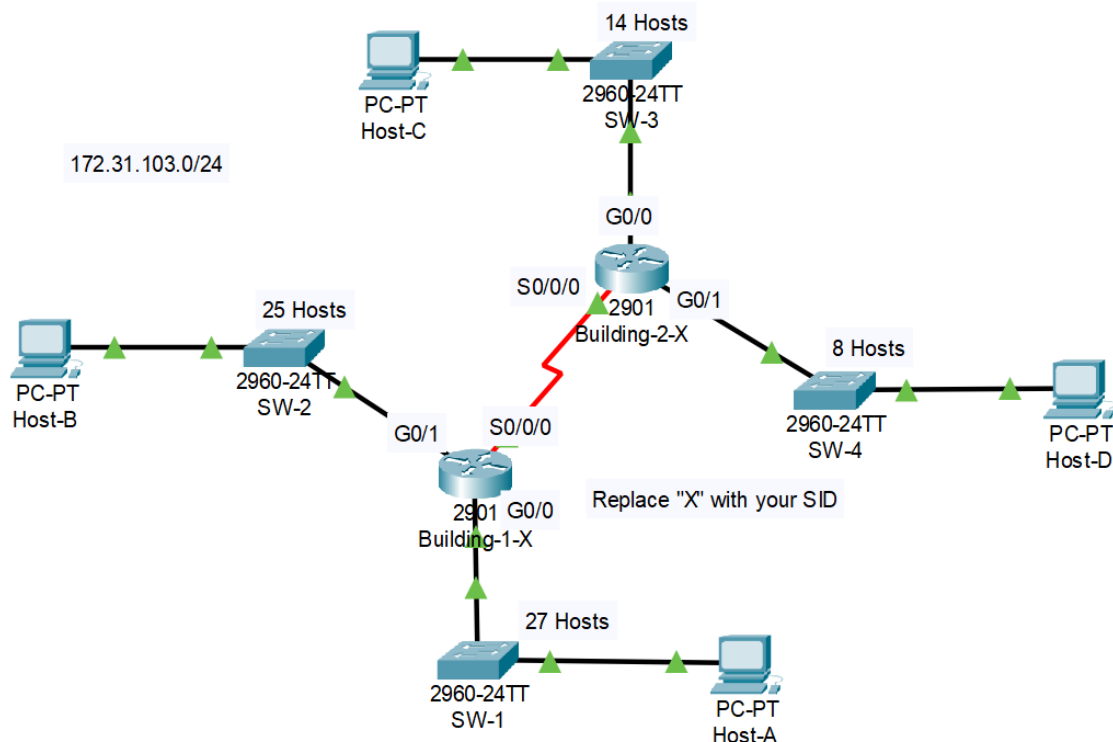 14 Hosts
PC-PT
Host-C
2960-24TT
SW-3
172.31.103.0/24
G0/0
S0/0/0
G0/1
2901
Building-2-X
25 Hosts
8 Hosts
PC-PT
Host-B
2960-24TT
SW-2
2960-24TT
SW-4
PC-PT
Host-D
G0/1
S0/0/0
2901
G0/0
Building-1-X
Replace "X" with your SID
27 Hosts
2960-24TT
SW-1
PC-PT
Host-A